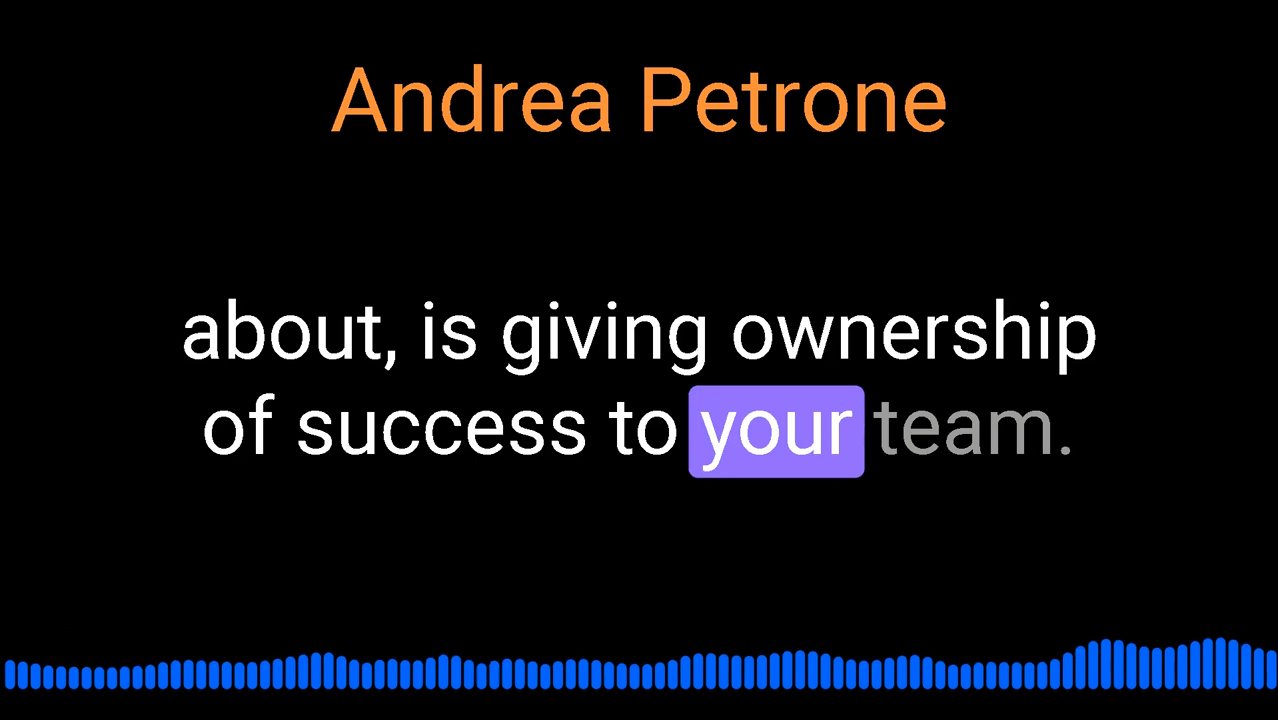 Andrea Petrone
about, is giving ownership
of success to your team.